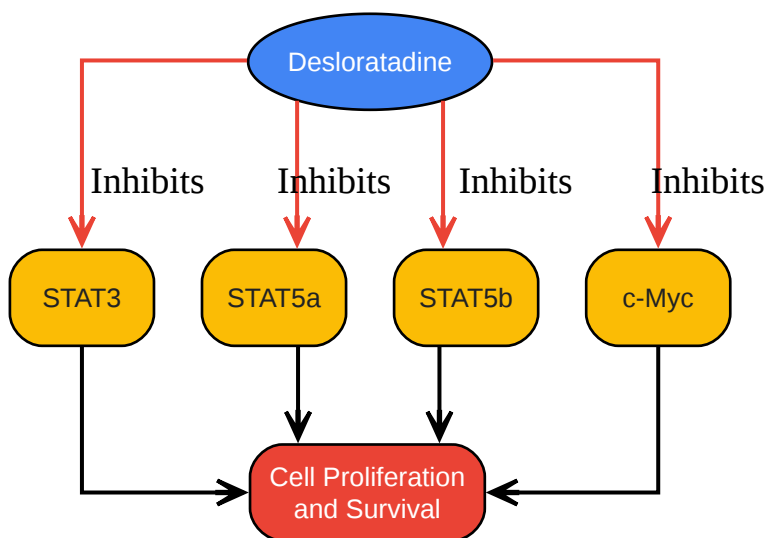 Desloratadine
Inhibits Inhibits Inhibits Inhibits
STAT3 STAT5a STAT5b c-Myc
Cell Proliferation
and Survival